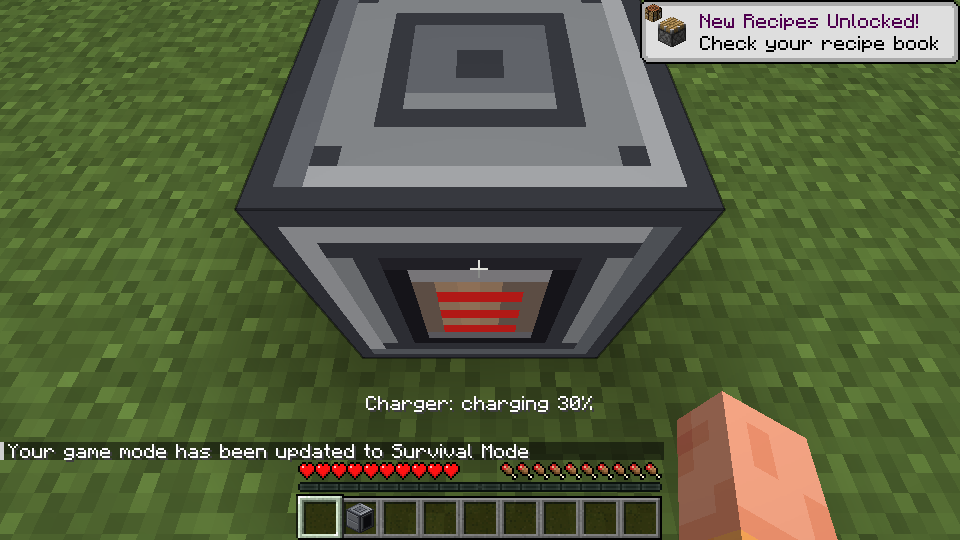 New Recipes Unlocked!
Check your recipe book
Charger: charging 30%
Your game mode has been updated to Survival Mode